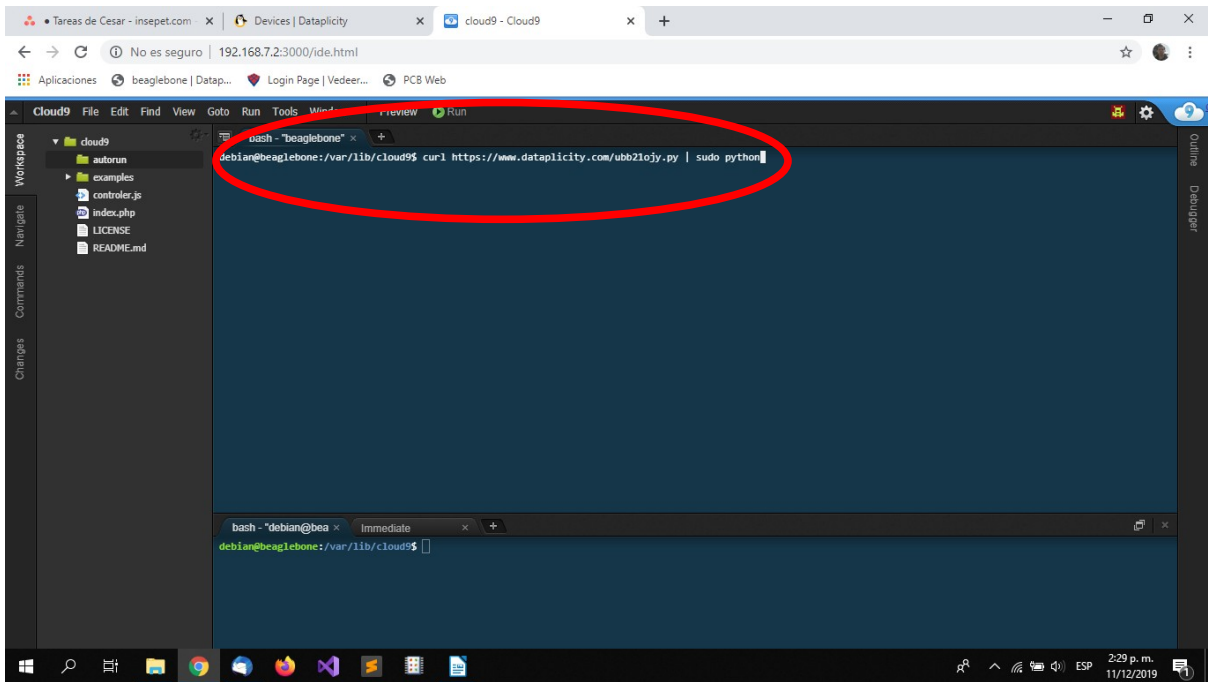 • Tareas de Cesar - insepet.com -
Devices | Dataplicity
cloud9 - Cloud9
No es seguro | 192.168.7.2:3000/ide.html
Aplicaciones
beaglebone | Datap...
Login Page | Vedeer...
PCB Web
Cloud9 File Edit Find View Goto Run Tools Preview Run
Workspace
Navigate
Commands
Changes
cloud9
autorun
examples
controler.js
index.php
LICENSE
README.md
bash - "beaglebone"
debian@beaglebone:/var/lib/cloud9$ curl https://www.dataplicity.com/ubb21ojy.py | sudo python
Outline
Debugger
bash - "debian@bea
Immediate
debian@beaglebone:/var/lib/cloud9$
ESP
2:29 p. m.
11/12/2019
1